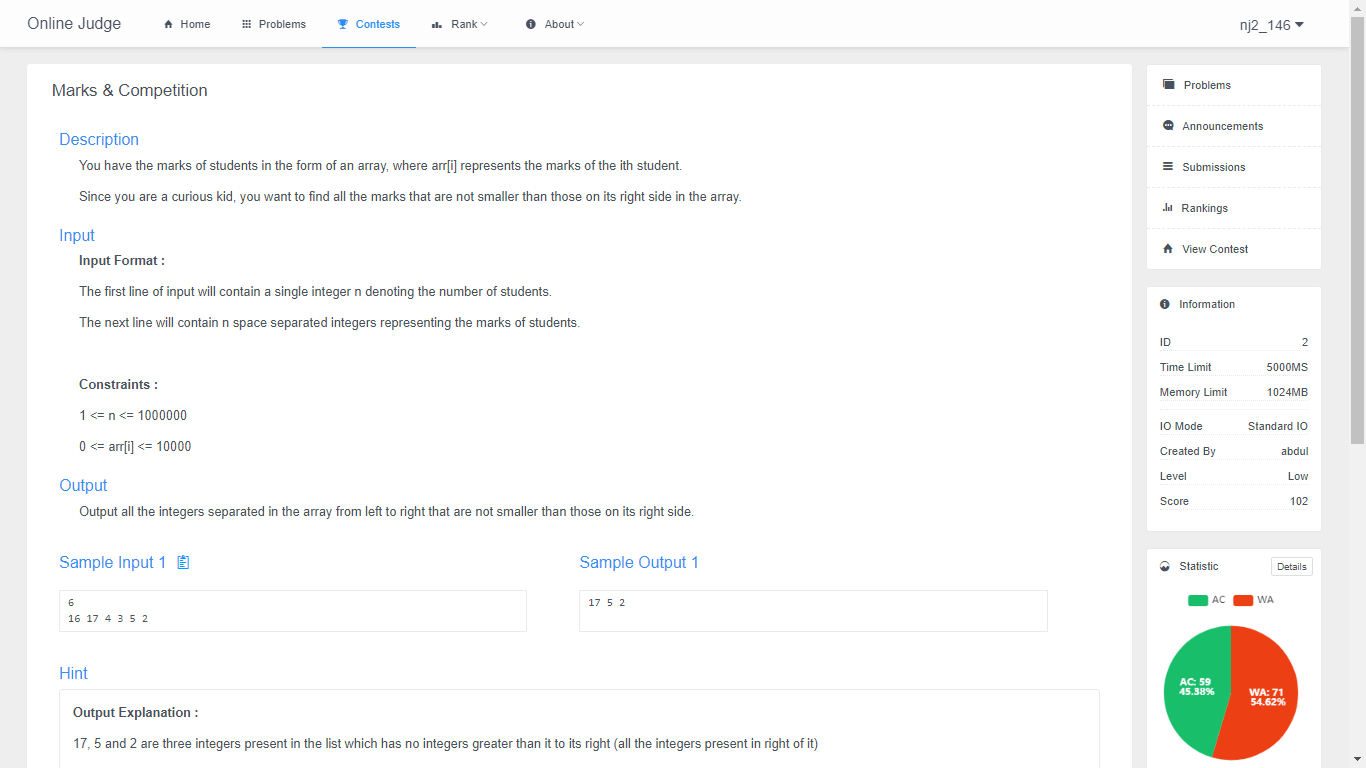 Online Judge Home Problems Contests Rank About nj2_146
Marks & Competition
Description
You have the marks of students in the form of an array, where arr[i] represents the marks of the ith student.
Since you are a curious kid, you want to find all the marks that are not smaller than those on its right side in the array.
Input
Input Format :
The first line of input will contain a single integer n denoting the number of students.
The next line will contain n space separated integers representing the marks of students.
Constraints :
1 <= n <= 1000000
0 <= arr[i] <= 10000
Output
Output all the integers separated in the array from left to right that are not smaller than those on its right side.
Sample Input 1
6
16 17 4 3 5 2
Sample Output 1
17 5 2
Hint
Output Explanation :
17, 5 and 2 are three integers present in the list which has no integers greater than it to its right (all the integers present in right of it)
Problems
Announcements
Submissions
Rankings
View Contest
Information
ID 2
Time Limit 5000MS
Memory Limit 1024MB
IO Mode Standard IO
Created By abdul
Level Low
Score 102
Statistic Details
AC WA
AC: 59
45.38%
WA: 71
54.62%